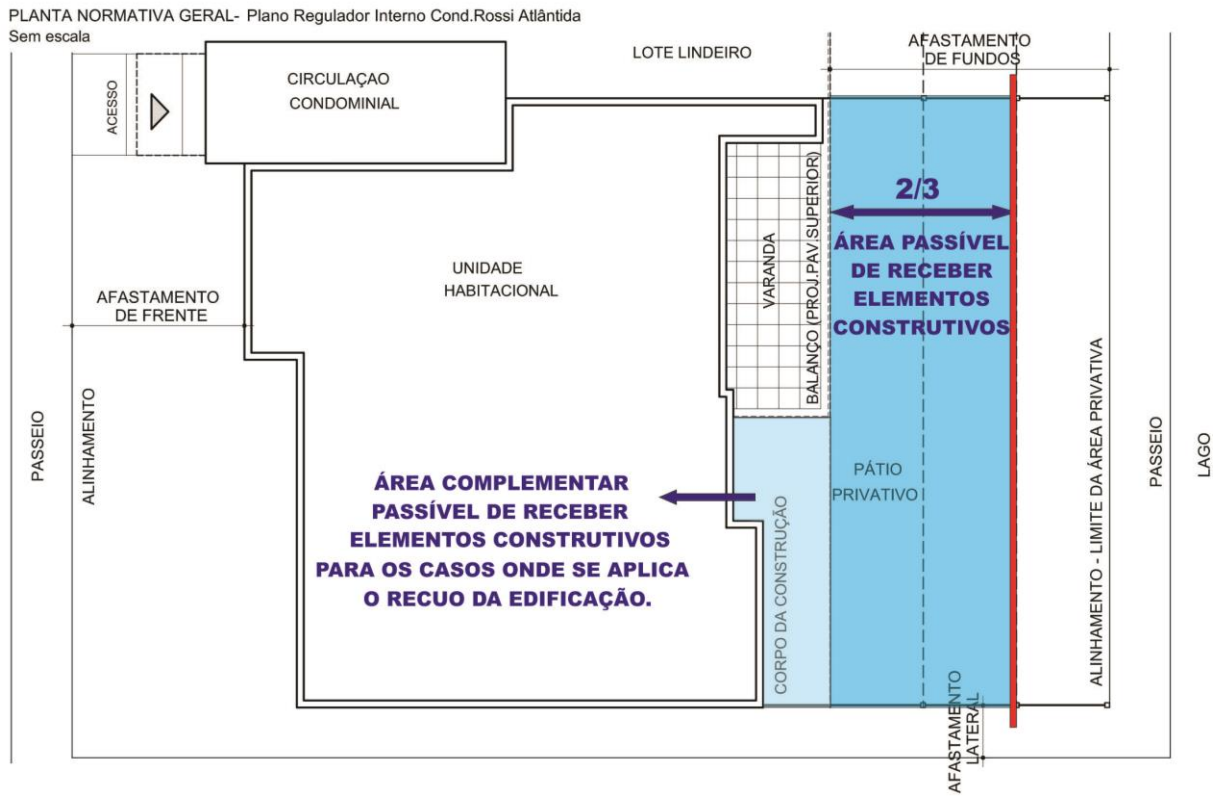 PLANTA NORMATIVA GERAL- Plano Regulador Interno Cond.Rossi Atlântida
Sem escala
LOTE LINDEIRO
AFASTAMENTO
DE FUNDOS
ACESSO
CIRCULAÇAO
CONDOMINIAL
2/3
ÁREA PASSÍVEL
DE RECEBER
ELEMENTOS
CONSTRUTIVOS
VARANDA
BALANÇO (PROJ.PAV.SUPERIOR)
UNIDADE
HABITACIONAL
AFASTAMENTO
DE FRENTE
PASSEIO
ALINHAMENTO
PÁTIO
PRIVATIVO
ÁREA COMPLEMENTAR
PASSÍVEL DE RECEBER
ELEMENTOS CONSTRUTIVOS
PARA OS CASOS ONDE SE APLICA
O RECUO DA EDIFICAÇÃO.
CORPO DA CONSTRUÇÃO
ALINHAMENTO - LIMITE DA ÁREA PRIVATIVA
PASSEIO
LAGO
AFASTAMENTO
LATERAL